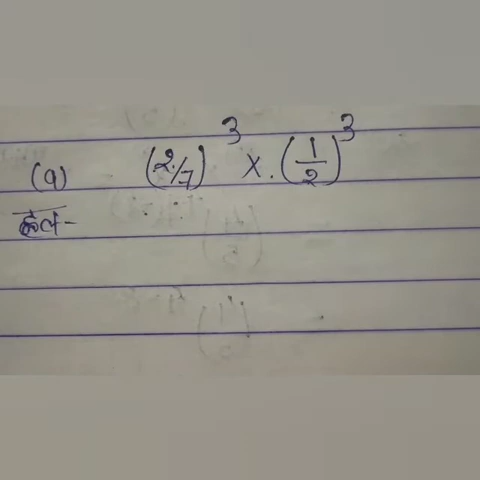 (a) (2/7)³ × . (1/2)³
हल-